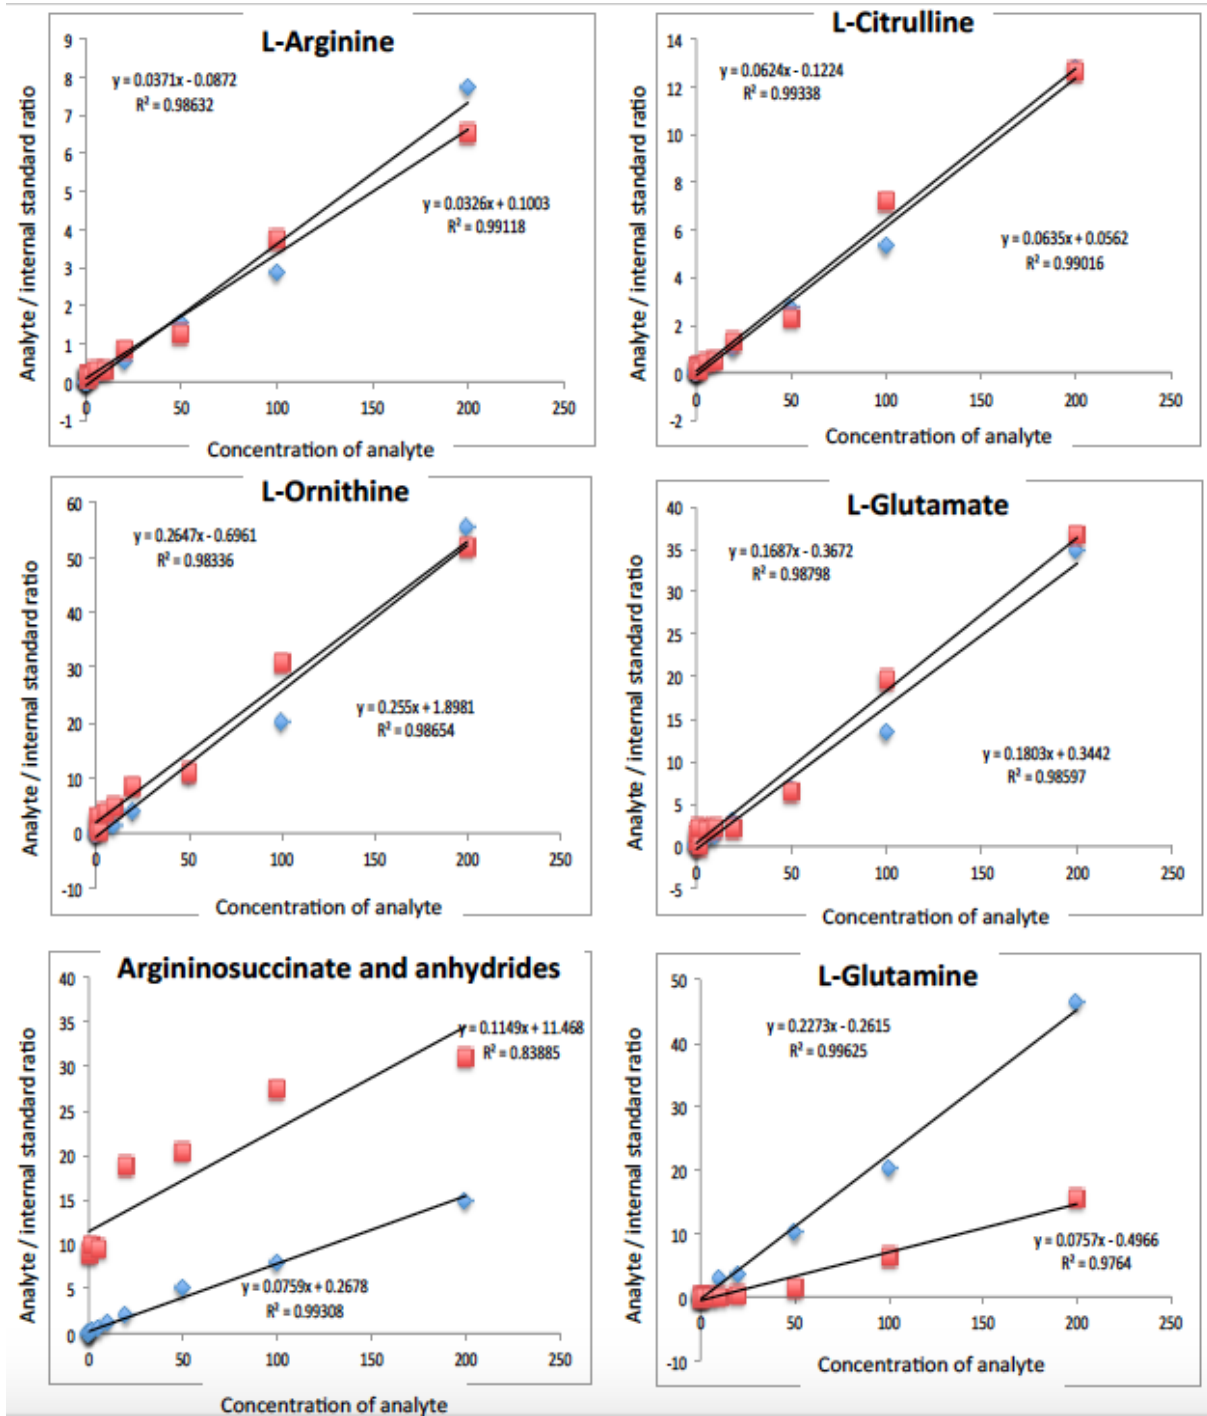 L-Arginine
y = 0.0371x - 0.0872
R² = 0.98632
y = 0.0326x + 0.1003
R² = 0.99118
9
8
7
6
5
4
3
2
1
0
-1
0
50
100
150
200
250
Analyte / internal standard ratio
Concentration of analyte
L-Citrulline
y = 0.0624x - 0.1224
R² = 0.99338
y = 0.0635x + 0.0562
R² = 0.99016
14
12
10
8
6
4
2
0
-2
0
50
100
150
200
250
Analyte / internal standard ratio
Concentration of analyte
L-Ornithine
y = 0.2647x - 0.6961
R² = 0.98336
y = 0.255x + 1.8981
R² = 0.98654
60
50
40
30
20
10
0
-10
0
50
100
150
200
250
Analyte / internal standard ratio
Concentration of analyte
L-Glutamate
y = 0.1687x - 0.3672
R² = 0.98798
y = 0.1803x + 0.3442
R² = 0.98597
40
35
30
25
20
15
10
5
0
-5
0
50
100
150
200
250
Analyte / internal standard ratio
Concentration of analyte
Argininosuccinate and anhydrides
y = 0.1149x + 11.468
R² = 0.83885
y = 0.0759x + 0.2678
R² = 0.99308
40
35
30
25
20
15
10
5
0
0
50
100
150
200
250
Analyte / internal standard ratio
Concentration of analyte
L-Glutamine
y = 0.2273x - 0.2615
R² = 0.99625
y = 0.0757x - 0.4966
R² = 0.9764
50
40
30
20
10
0
-10
0
50
100
150
200
250
Analyte / internal standard ratio
Concentration of analyte